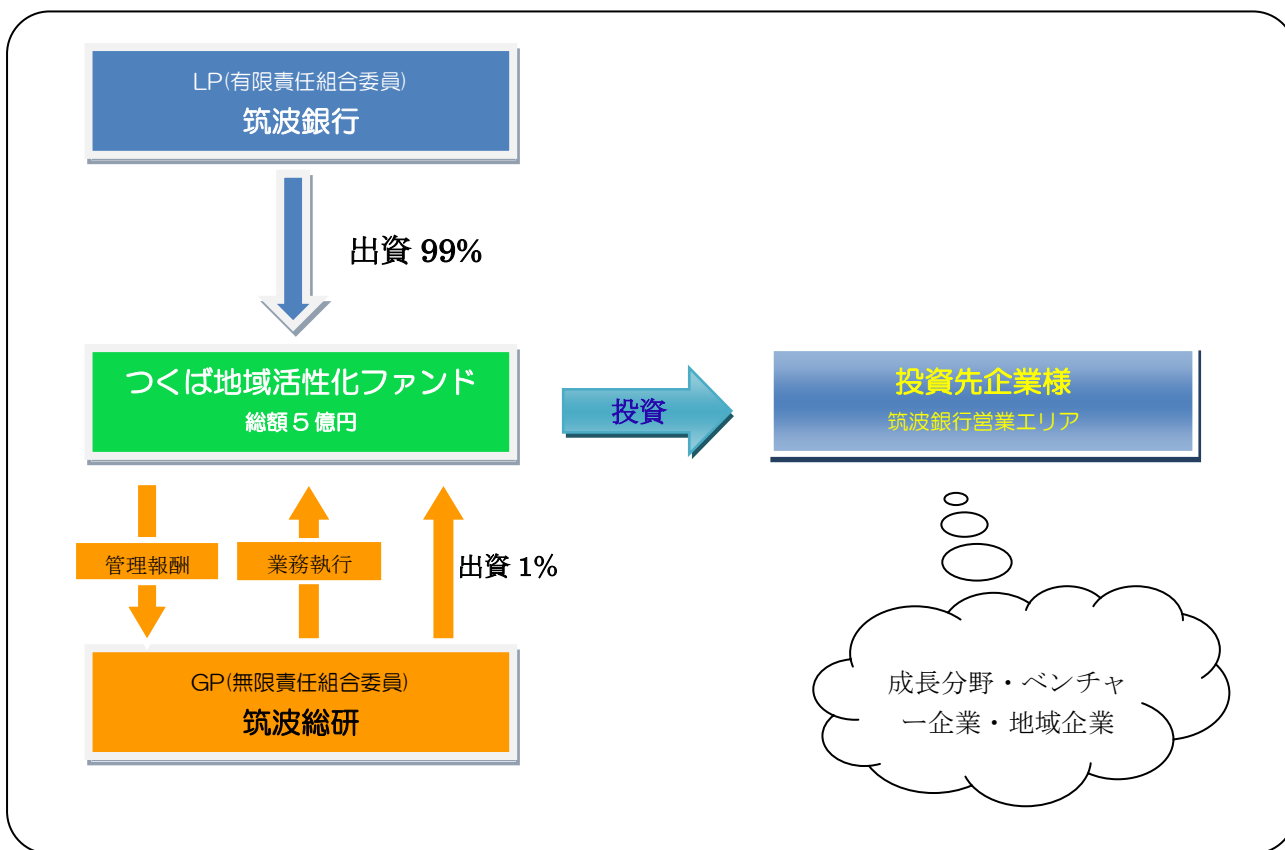 LP(有限責任組合委員)
筑波銀行
出資 99%
つくば地域活性化ファンド
総額５億円
投資
投資先企業様
筑波銀行営業エリア
管理報酬
業務執行
出資 1%
GP(無限責任組合委員)
筑波総研
成長分野・ベンチャ
ー企業・地域企業